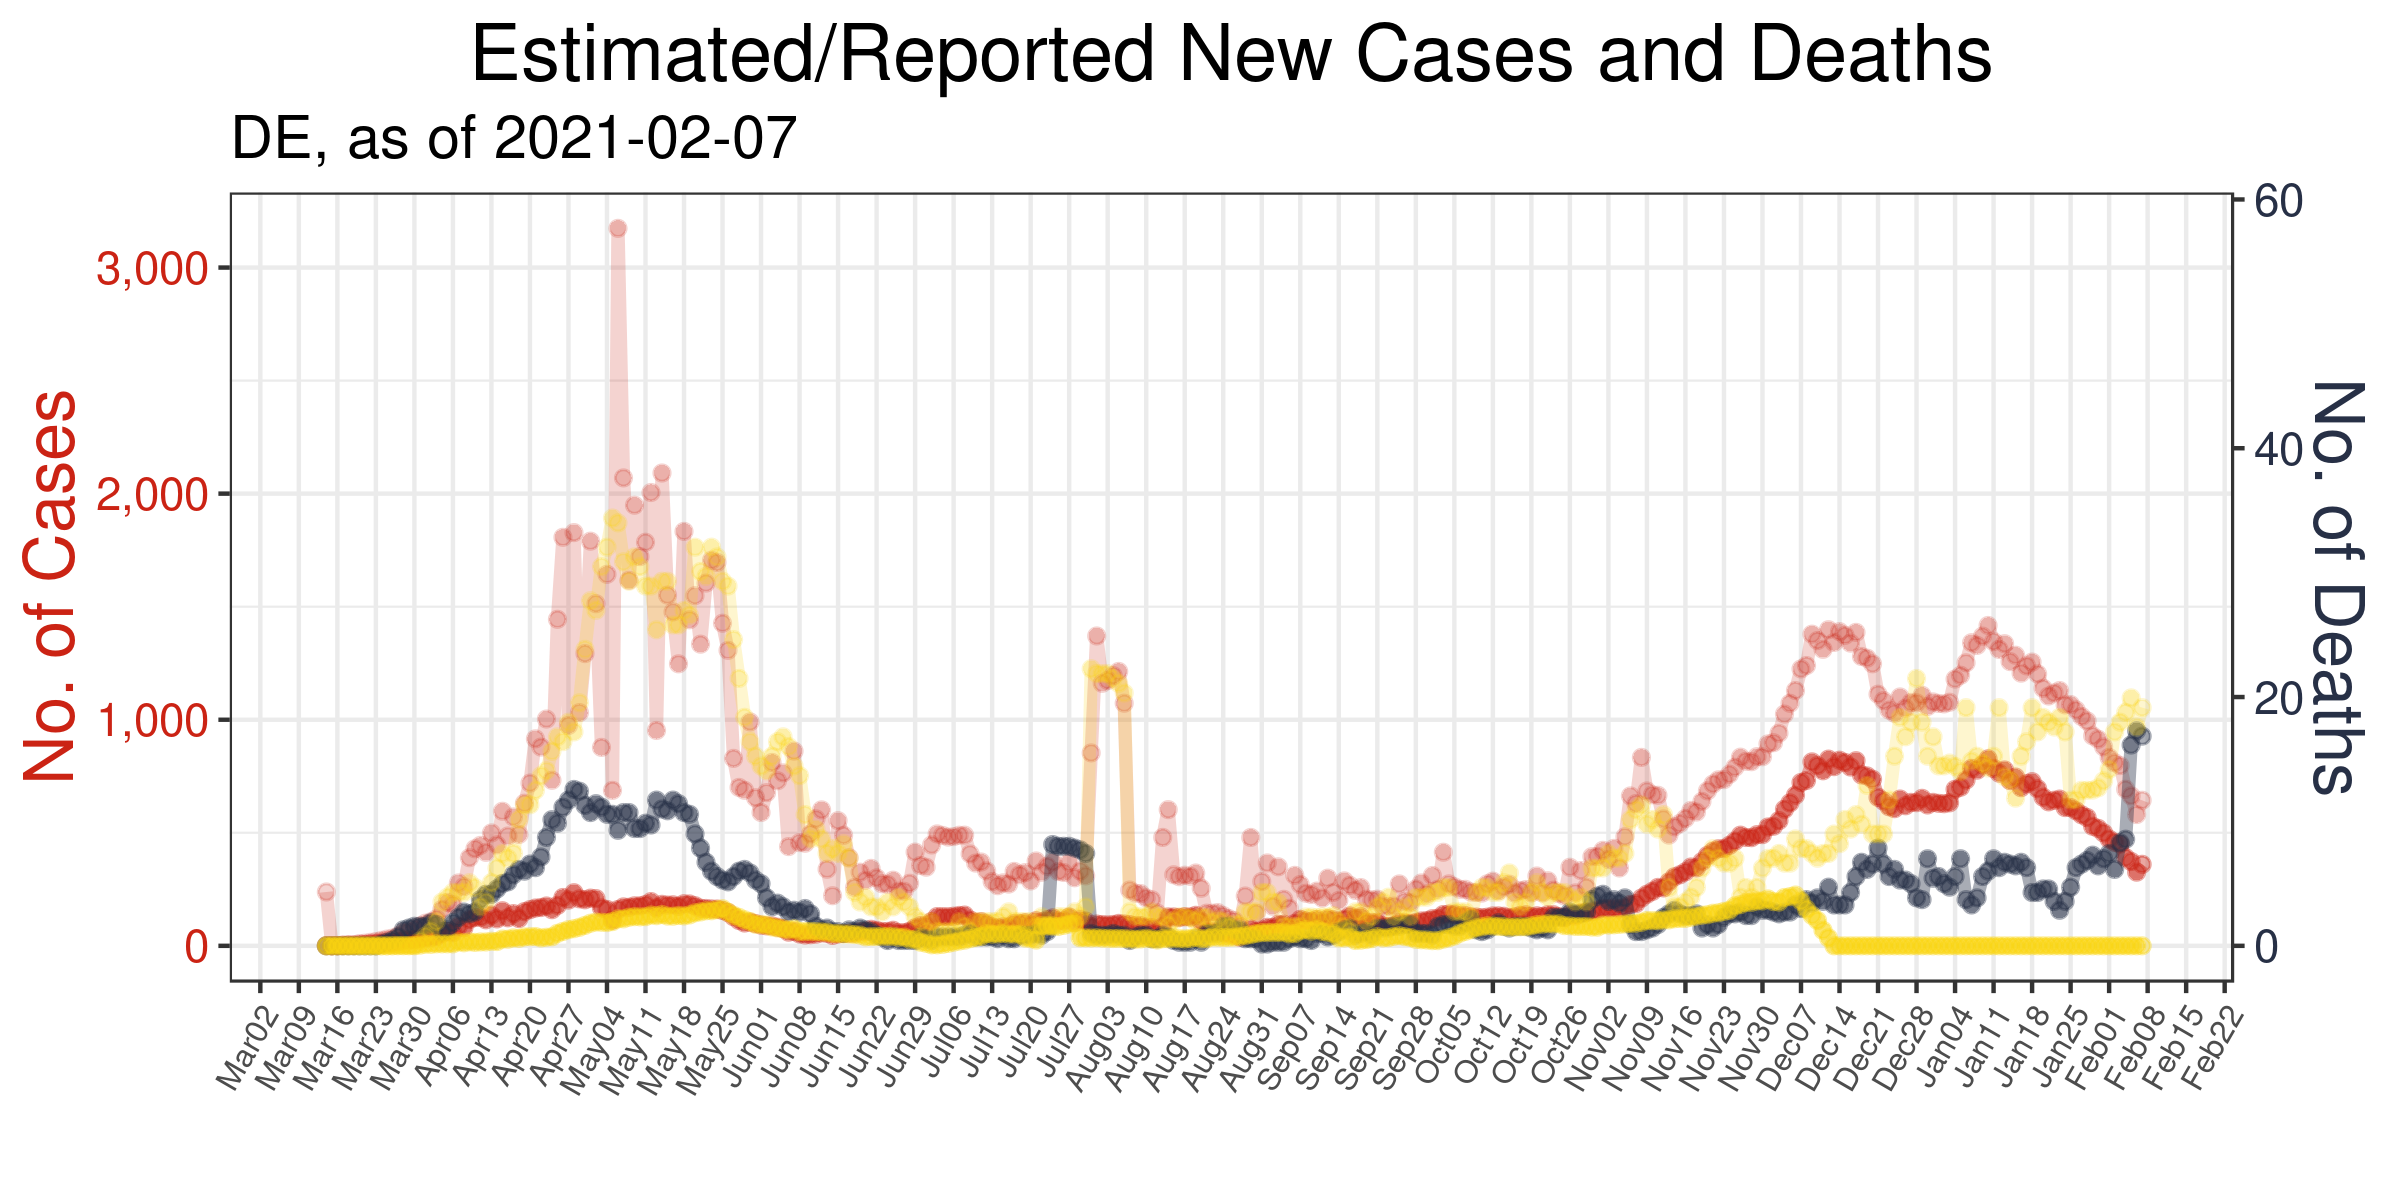 Estimated/Reported New Cases and Deaths
DE, as of 2021-02-07
No. of Cases
3,000
2,000
1,000
0
60
40
20
0
No. of Deaths
Mar02
Mar09
Mar16
Mar23
Mar30
Apr06
Apr13
Apr20
Apr27
May04
May11
May18
May25
Jun01
Jun08
Jun15
Jun22
Jun29
Jul06
Jul13
Jul20
Jul27
Aug03
Aug10
Aug17
Aug24
Aug31
Sep07
Sep14
Sep21
Sep28
Oct05
Oct12
Oct19
Oct26
Nov02
Nov09
Nov16
Nov23
Nov30
Dec07
Dec14
Dec21
Dec28
Jan04
Jan11
Jan18
Jan25
Feb01
Feb08
Feb15
Feb22